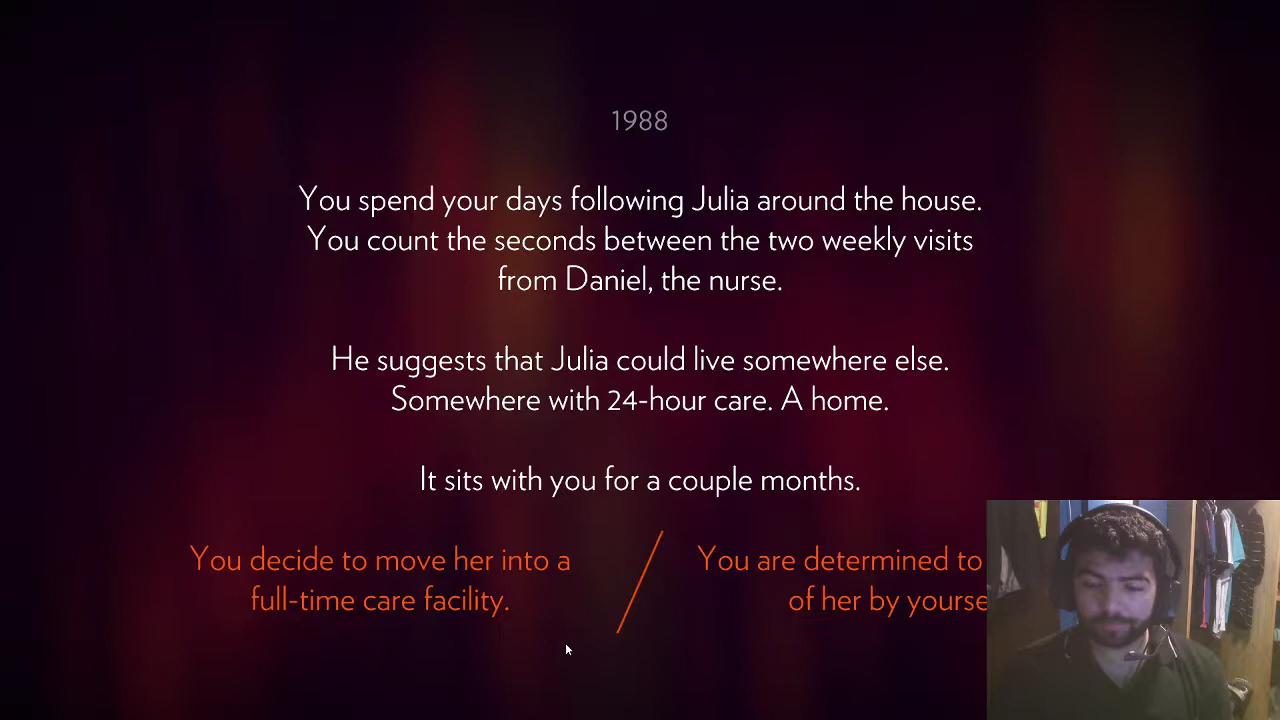 1988
You spend your days following Julia around the house.
You count the seconds between the two weekly visits
from Daniel, the nurse.
He suggests that Julia could live somewhere else.
Somewhere with 24-hour care. A home.
It sits with you for a couple months.
You decide to move her into a
full-time care facility.
You are determined to
of her by yourse